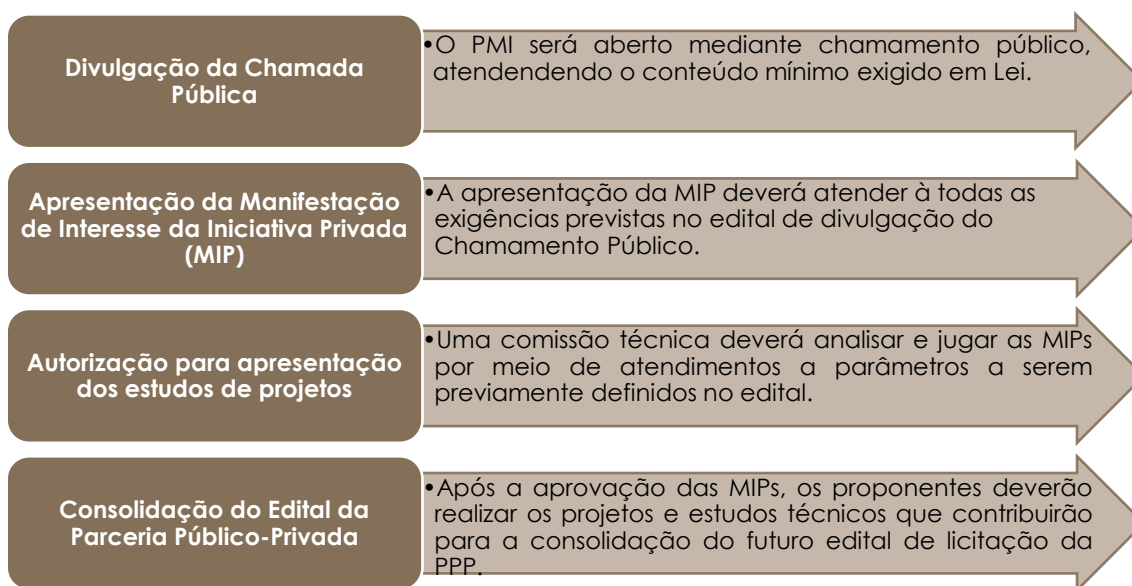 Divulgação da Chamada
Pública
•O PMI será aberto mediante chamamento público,
atendendendo o conteúdo mínimo exigido em Lei.
Apresentação da Manifestação
de Interesse da Iniciativa Privada
(MIP)
•A apresentação da MIP deverá atender à todas as
exigências previstas no edital de divulgação do
Chamamento Público.
Autorização para apresentação
dos estudos de projetos
•Uma comissão técnica deverá analisar e jugar as MIPs
por meio de atendimentos a parâmetros a serem
previamente definidos no edital.
Consolidação do Edital da
Parceria Público-Privada
•Após a aprovação das MIPs, os proponentes deverão
realizar os projetos e estudos técnicos que contribuirão
para a consolidação do futuro edital de licitação da
PPP.